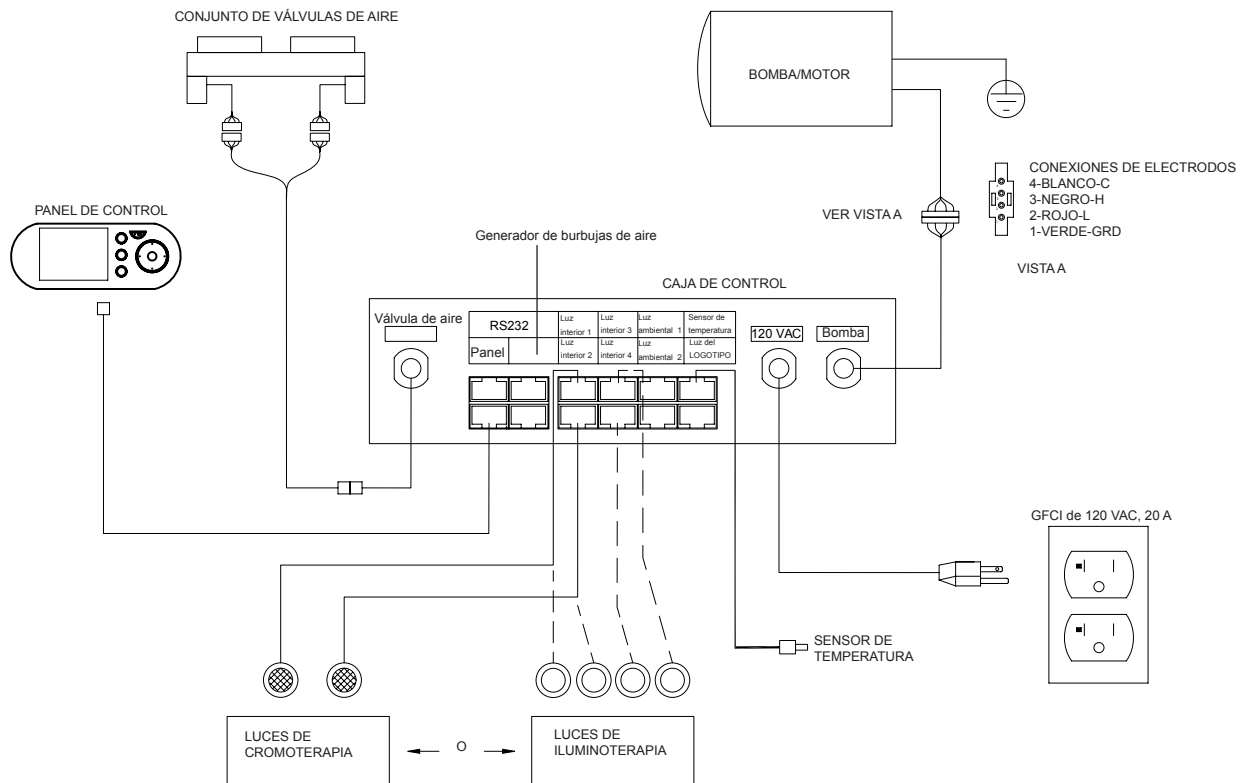 CONJUNTO DE VÁLVULAS DE AIRE
BOMBA/MOTOR
CONEXIONES DE ELECTRODOS
4-BLANCO-C
3-NEGRO-H
2-ROJO-L
1-VERDE-GRD
VER VISTA A
VISTA A
PANEL DE CONTROL
Generador de burbujas de aire
CAJA DE CONTROL
Válvula de aire
RS232
Luz
interior 1
Luz
interior 3
Luz
ambiental 1
Sensor de
temperatura
Panel
Luz
interior 2
Luz
interior 4
Luz
ambiental 2
Luz del
LOGOTIPO
120 VAC
Bomba
GFCI de 120 VAC, 20 A
SENSOR DE
TEMPERATURA
LUCES DE
CROMOTERAPIA
O
LUCES DE
ILUMINOTERAPIA